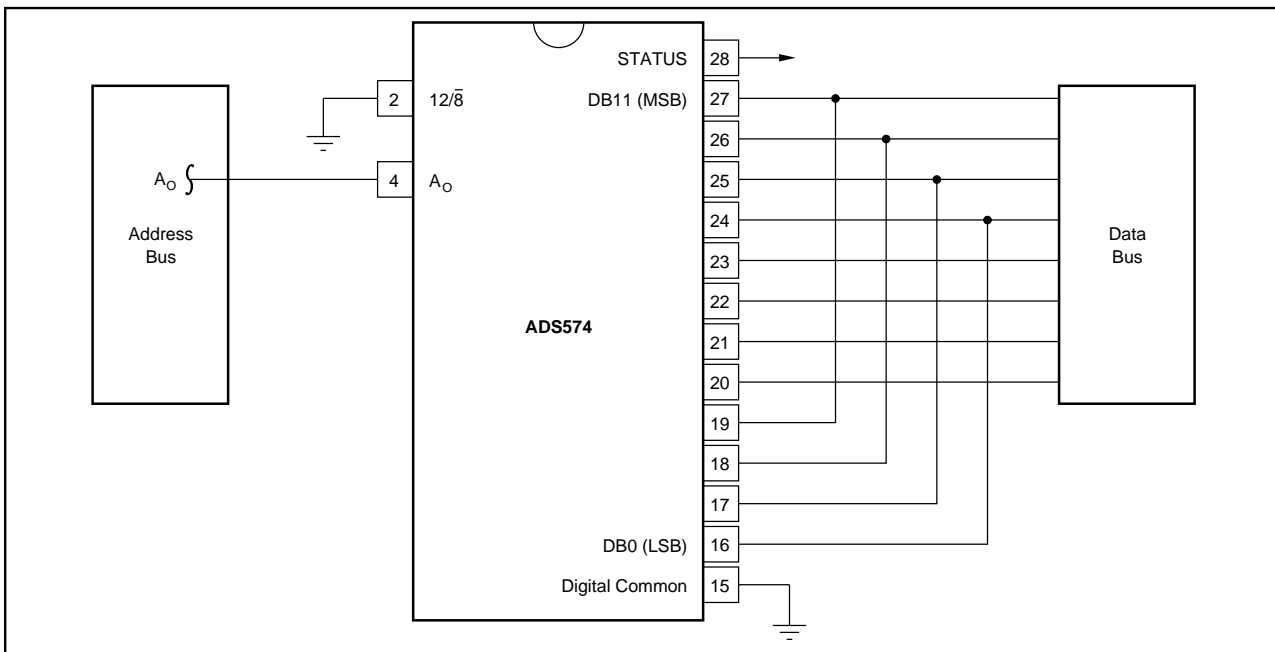 STATUS 28
2 12/8̅ DB11 (MSB) 27
26
A_O 4 A_O 25
24
Address
Bus
Data
Bus
23
22
ADS574
21
20
19
18
17
DB0 (LSB) 16
Digital Common 15